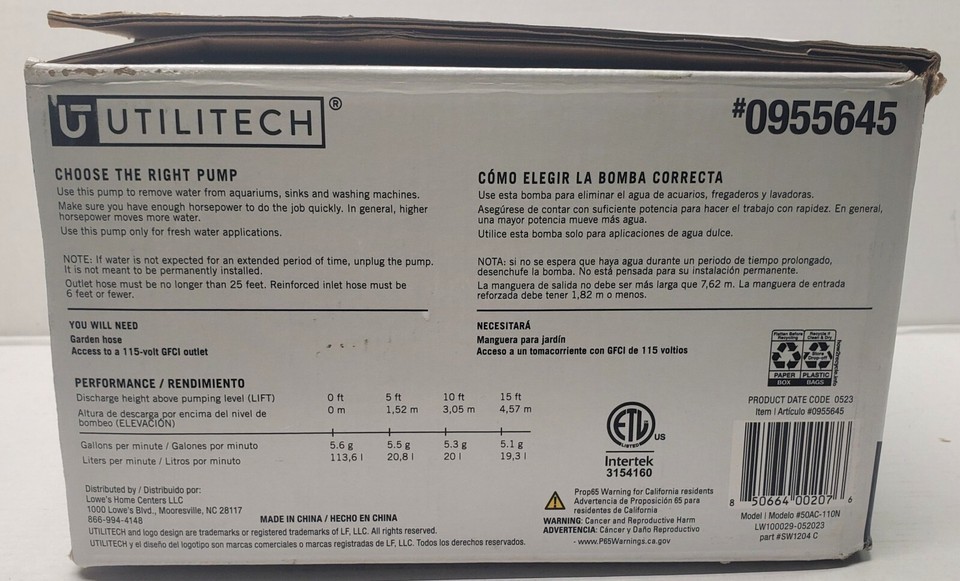 UTILITECH®
#0955645
CHOOSE THE RIGHT PUMP
Use this pump to remove water from aquariums, sinks and washing machines.
Make sure you have enough horsepower to do the job quickly. In general, higher
horsepower moves more water.
Use this pump only for fresh water applications.
NOTE: If water is not expected for an extended period of time, unplug the pump.
It is not meant to be permanently installed.
Outlet hose must be no longer than 25 feet. Reinforced inlet hose must be
6 feet or fewer.
CÓMO ELEGIR LA BOMBA CORRECTA
Use esta bomba para eliminar el agua de acuarios, fregaderos y lavadoras.
Asegúrese de contar con suficiente potencia para hacer el trabajo con rapidez. En general,
una mayor potencia mueve más agua.
Utilice esta bomba solo para aplicaciones de agua dulce.
NOTA: si no se espera que haya agua durante un periodo de tiempo prolongado,
desenchufe la bomba. No está pensada para su instalación permanente.
La manguera de salida no debe ser más larga que 7,62 m. La manguera de entrada
reforzada debe tener 1,82 m o menos.
YOU WILL NEED
Garden hose
Access to a 115-volt GFCI outlet
NECESITARÁ
Manguera para jardín
Acceso a un tomacorriente con GFCI de 115 voltios
PERFORMANCE / RENDIMIENTO
Discharge height above pumping level (LIFT) 0 ft 5 ft 10 ft 15 ft
Altura de descarga por encima del nivel de 0 m 1,52 m 3,05 m 4,57 m
bombeo (ELEVACIÓN)
Gallons per minute / Galones por minuto 5.6 g 5.5 g 5.3 g 5.1 g
Liters per minute / Litros por minuto 113,6 l 20,8 l 20 l 19,3 l
Distributed by / Distribuido por:
Lowe's Home Centers LLC
1000 Lowe's Blvd., Mooresville, NC 28117
866-994-4148
MADE IN CHINA / HECHO EN CHINA
UTILITECH and logo design are trademarks or registered trademarks of LF, LLC. All rights reserved.
UTILITECH y el diseño del logotipo son marcas comerciales o marcas registradas de LF, LLC. Todos los derechos reservados.
ETL LISTED US
Intertek
3154160
Prop65 Warning for California residents
Advertencia de Proposición 65 para
residentes de California
WARNING: Cancer and Reproductive Harm
ADVERTENCIA: Cáncer y Daño Reproductivo
- www.P65Warnings.ca.gov
Flatten Before Recycling
Recycle if Clean & Dry
Store Drop-off
PAPER
BOX
PLASTIC
BAGS
how2recycle.info
PRODUCT DATE CODE 0523
Item | Artículo #0955645
8 50664 00207 6
Model | Modelo #50AC-110N
LW100029-052023
part #SW1204 C